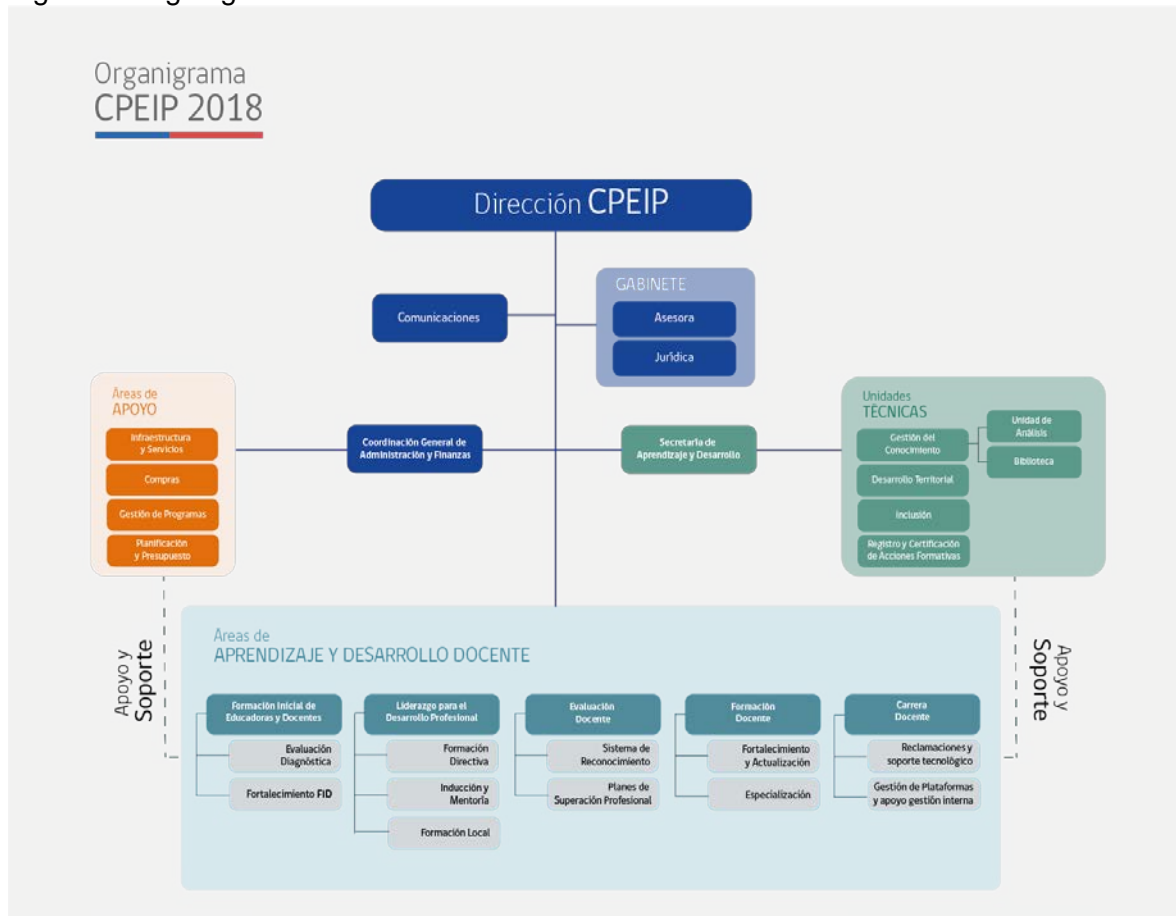 Organigrama
CPEIP 2018
Dirección CPEIP
Comunicaciones
GABINETE
Asesora
Jurídica
Áreas de
APOYO
Infraestructura
y Servicios
Compras
Gestión de Programas
Planificación
y Presupuesto
Coordinación General de
Administración y Finanzas
Secretaría de
Aprendizaje y Desarrollo
Unidades
TÉCNICAS
Gestión del
Conocimiento
Unidad de
Análisis
Biblioteca
Desarrollo Territorial
Inclusión
Registro y Certificación
de Acciones Formativas
Apoyo y
Soporte
Áreas de
APRENDIZAJE Y DESARROLLO DOCENTE
Formación Inicial de
Educadoras y Docentes
Evaluación
Diagnóstica
Fortalecimiento FID
Liderazgo para el
Desarrollo Profesional
Formación
Directiva
Inducción y
Mentoría
Formación Local
Evaluación
Docente
Sistema de
Reconocimiento
Planes de
Superación Profesional
Formación
Docente
Fortalecimiento
y Actualización
Especialización
Carrera
Docente
Reclamaciones y
soporte tecnológico
Gestión de Plataformas
y apoyo gestión interna
Apoyo y
Soporte